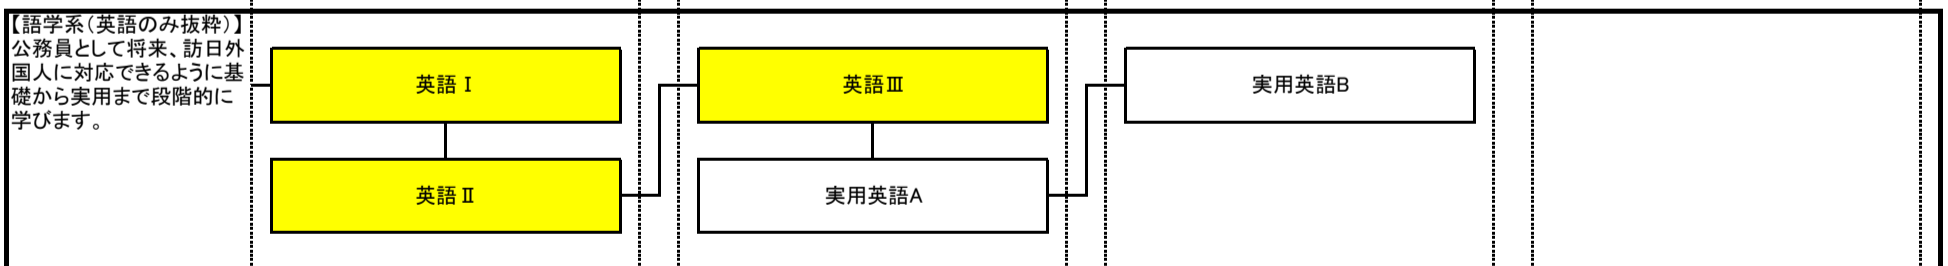 【語学系(英語のみ抜粋)】
公務員として将来、訪日外
国人に対応できるように基
礎から実用まで段階的に
学びます。
英語Ⅰ
英語Ⅱ
英語Ⅲ
実用英語A
実用英語B